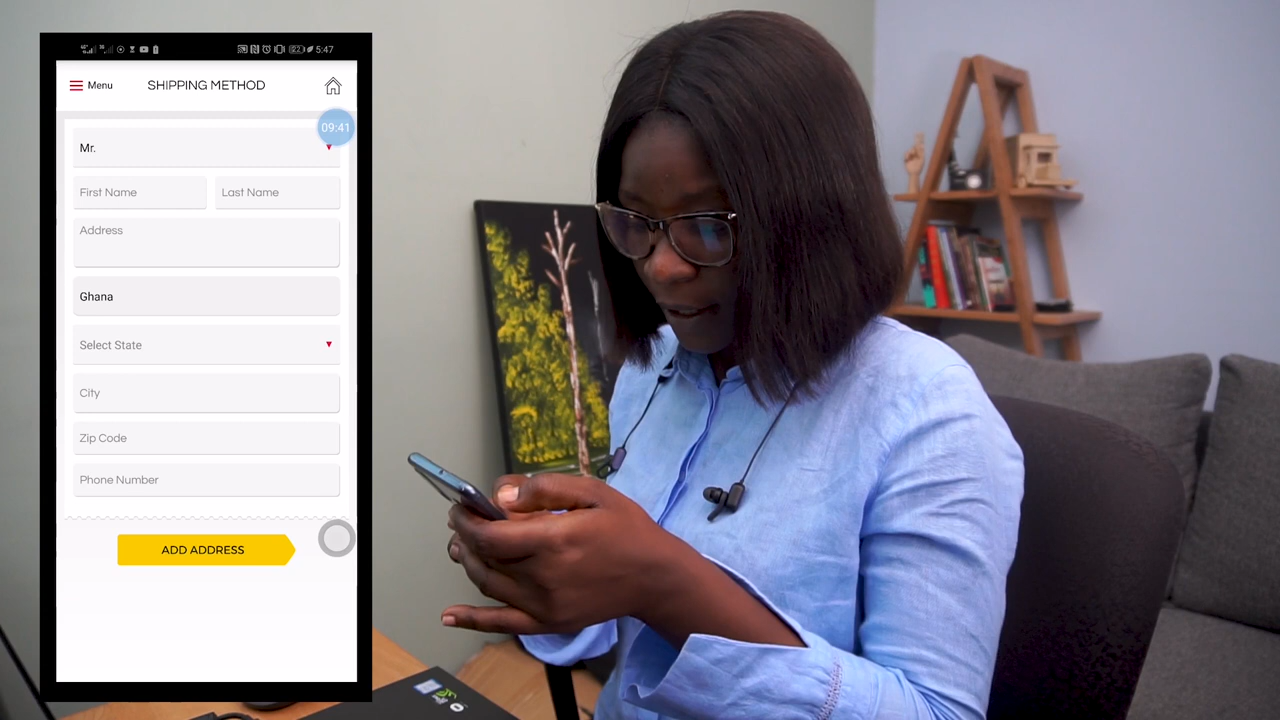 5:47
Menu
SHIPPING METHOD
09:41
Mr.
First Name
Last Name
Address
Ghana
Select State
City
Zip Code
Phone Number
ADD ADDRESS